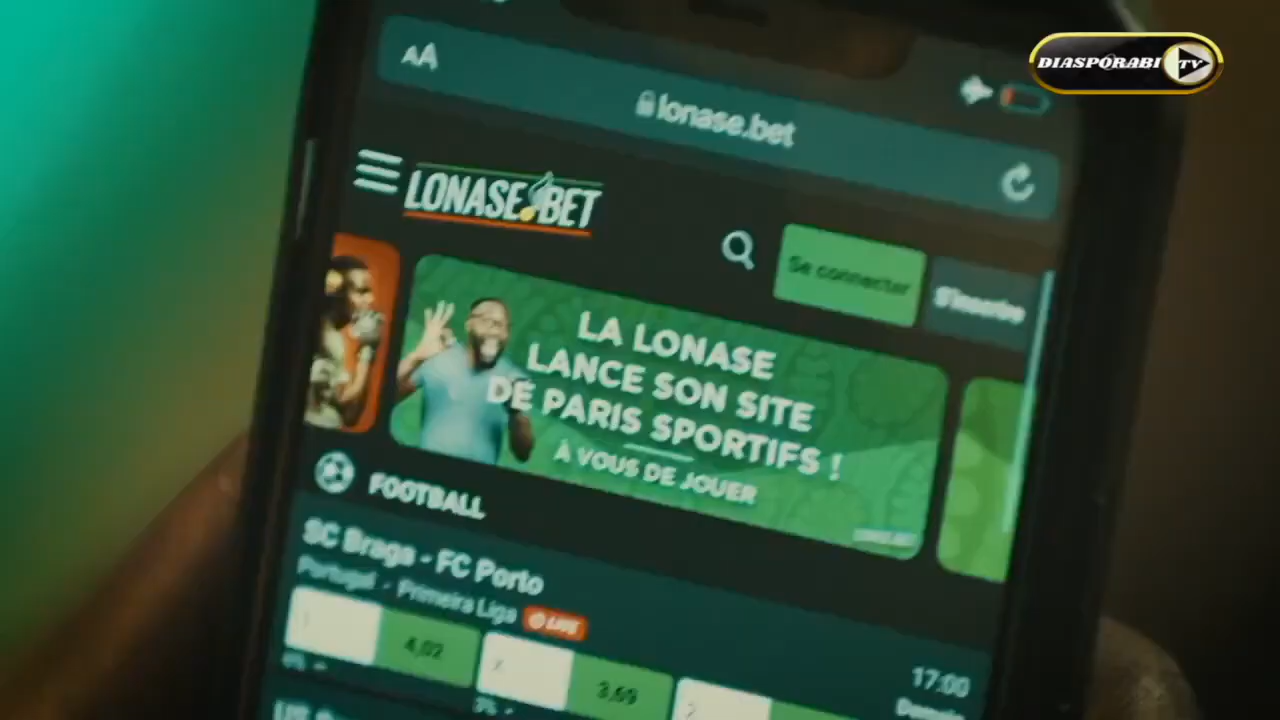 DIASPORABI TV
AA
lonase.bet
LONASE BET
Se connecter
S'inscrire
LA LONASE
LANCE SON SITE
DE PARIS SPORTIFS !
À VOUS DE JOUER
FOOTBALL
SC Braga - FC Porto
Portugal - Primeira Liga LIVE
17:00
4,02
3,69
2